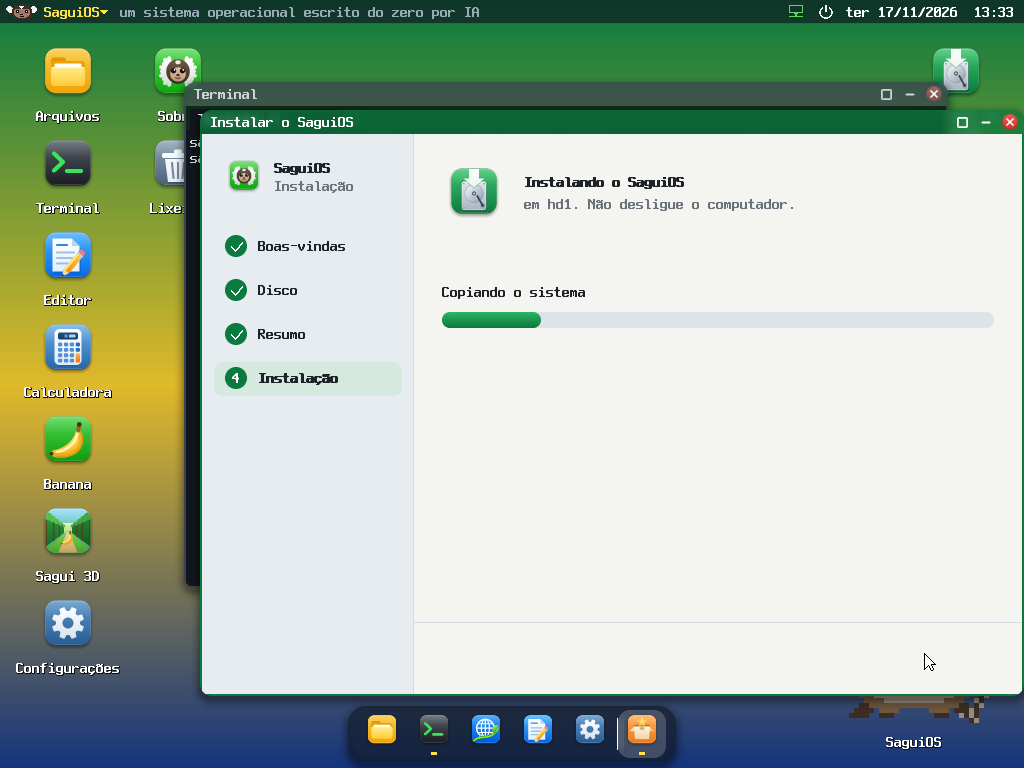 SaguiOS um sistema operacional escrito do zero por IA ter 17/11/2026 13:33
Arquivos
Terminal
Editor
Calculadora
Banana
Sagui 3D
Configurações
Terminal
Instalar o SaguiOS
SaguiOS
Instalação
Boas-vindas
Disco
Resumo
4 Instalação
Instalando o SaguiOS
em hd1. Não desligue o computador.
Copiando o sistema
SaguiOS